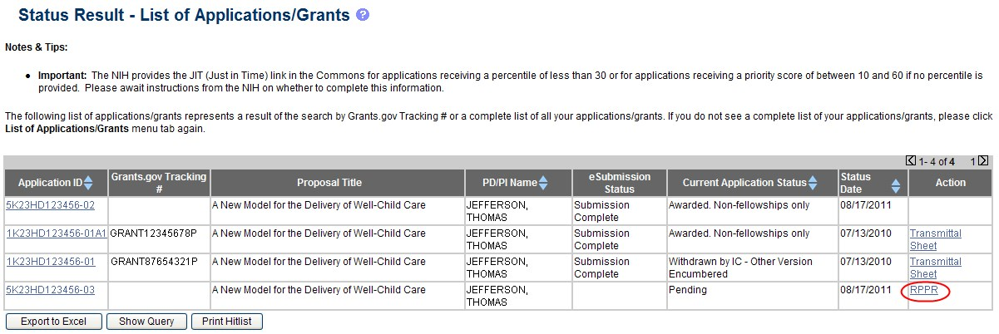 Status Result - List of Applications/Grants ?
Notes & Tips:
• Important: The NIH provides the JIT (Just in Time) link in the Commons for applications receiving a percentile of less than 30 or for applications receiving a priority score of between 10 and 60 if no percentile is
provided. Please await instructions from the NIH on whether to complete this information.
The following list of applications/grants represents a result of the search by Grants.gov Tracking # or a complete list of all your applications/grants. If you do not see a complete list of your applications/grants, please click
List of Applications/Grants menu tab again.
1- 4 of 4 1
Application ID Grants.gov Tracking # Proposal Title PD/PI Name eSubmission Status Current Application Status Status Date Action
5K23HD123456-02 A New Model for the Delivery of Well-Child Care JEFFERSON, Submission Awarded. Non-fellowships only 08/17/2011
THOMAS Complete
1K23HD123456-01A1 GRANT12345678P A New Model for the Delivery of Well-Child Care JEFFERSON, Submission Awarded. Non-fellowships only 07/13/2010 Transmittal
THOMAS Complete Sheet
1K23HD123456-01 GRANT87654321P A New Model for the Delivery of Well-Child Care JEFFERSON, Submission Withdrawn by IC - Other Version 07/13/2010 Transmittal
THOMAS Complete Encumbered Sheet
5K23HD123456-03 A New Model for the Delivery of Well-Child Care JEFFERSON, Pending 08/17/2011 RPPR
THOMAS
Export to Excel Show Query Print Hitlist